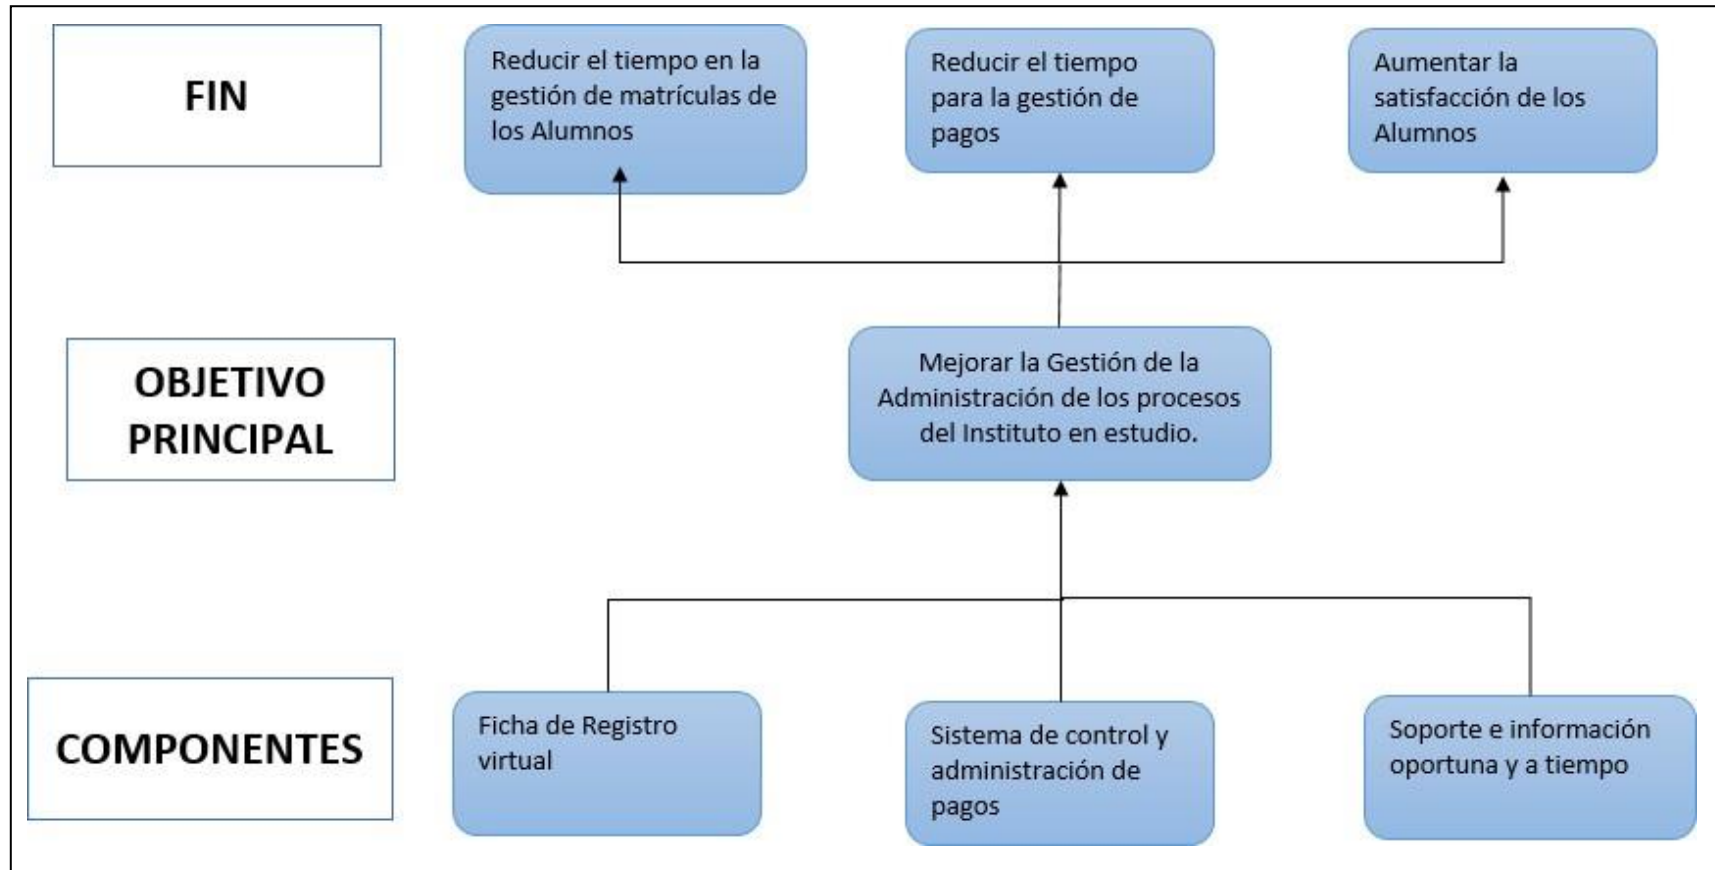 FIN
Reducir el tiempo en la
gestión de matrículas de
los Alumnos
Reducir el tiempo
para la gestión de
pagos
Aumentar la
satisfacción de los
Alumnos
OBJETIVO
PRINCIPAL
Mejorar la Gestión de la
Administración de los procesos
del Instituto en estudio.
COMPONENTES
Ficha de Registro
virtual
Sistema de control y
administración de
pagos
Soporte e información
oportuna y a tiempo